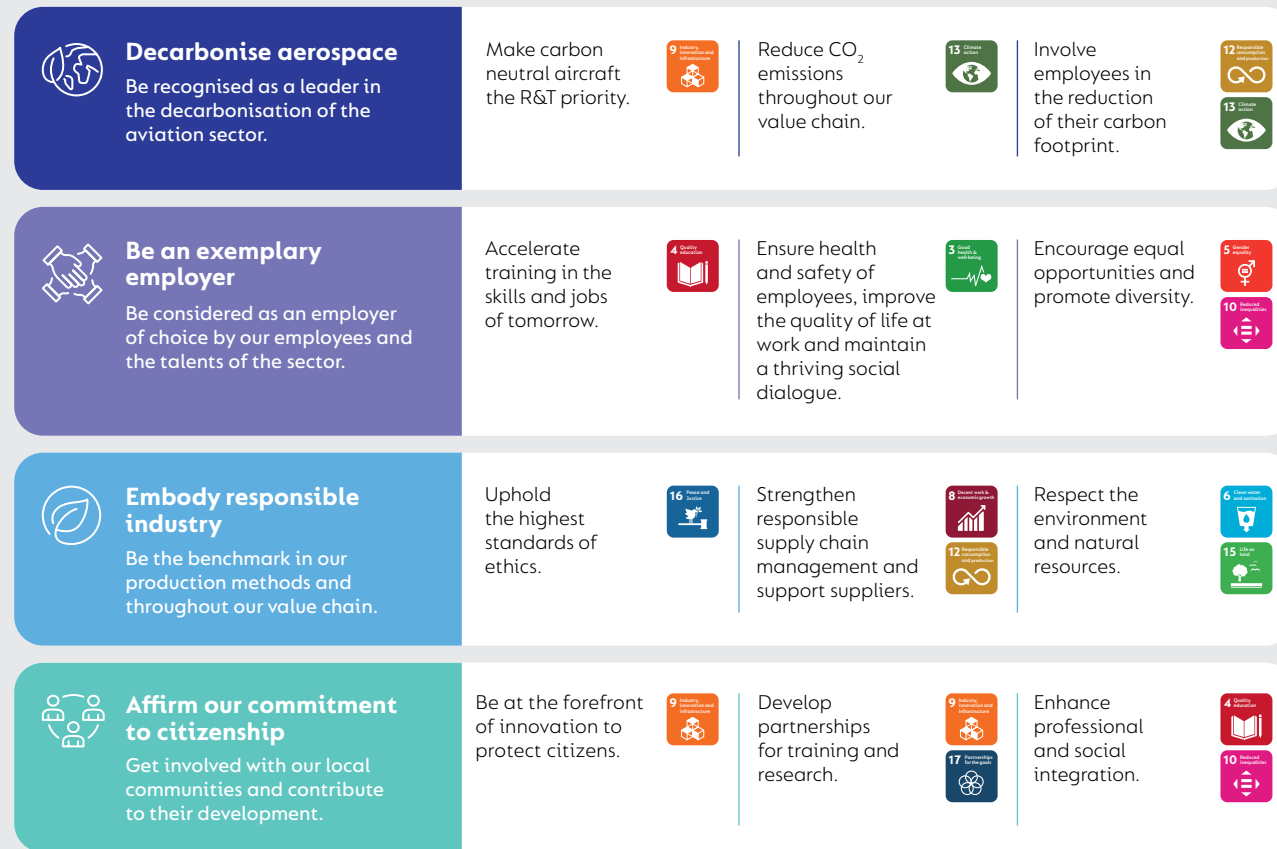 Decarbonise aerospace
Be recognised as a leader in
the decarbonisation of the
aviation sector.
Make carbon
neutral aircraft
the R&T priority.
9 Industry,
innovation and
infrastructure
Reduce CO₂
emissions
throughout our
value chain.
13 Climate
action
Involve
employees in
the reduction
of their carbon
footprint.
12 Responsible
consumption
and production
13 Climate
action
Be an exemplary
employer
Be considered as an employer
of choice by our employees and
the talents of the sector.
Accelerate
training in the
skills and jobs
of tomorrow.
4 Quality
education
Ensure health
and safety of
employees, improve
the quality of life at
work and maintain
a thriving social
dialogue.
3 Good
health &
well-being
Encourage equal
opportunities and
promote diversity.
5 Gender
equality
10 Reduced
inequalities
Embody responsible
industry
Be the benchmark in our
production methods and
throughout our value chain.
Uphold
the highest
standards of
ethics.
16 Peace and
Justice
Strengthen
responsible
supply chain
management and
support suppliers.
8 Decent work &
economic growth
12 Responsible
consumption
and production
Respect the
environment
and natural
resources.
6 Clean water
and sanitation
15 Life on
land
Affirm our commitment
to citizenship
Get involved with our local
communities and contribute
to their development.
Be at the forefront
of innovation to
protect citizens.
9 Industry,
innovation and
infrastructure
Develop
partnerships
for training and
research.
9 Industry,
innovation and
infrastructure
17 Partnerships
for the goals
Enhance
professional
and social
integration.
4 Quality
education
10 Reduced
inequalities